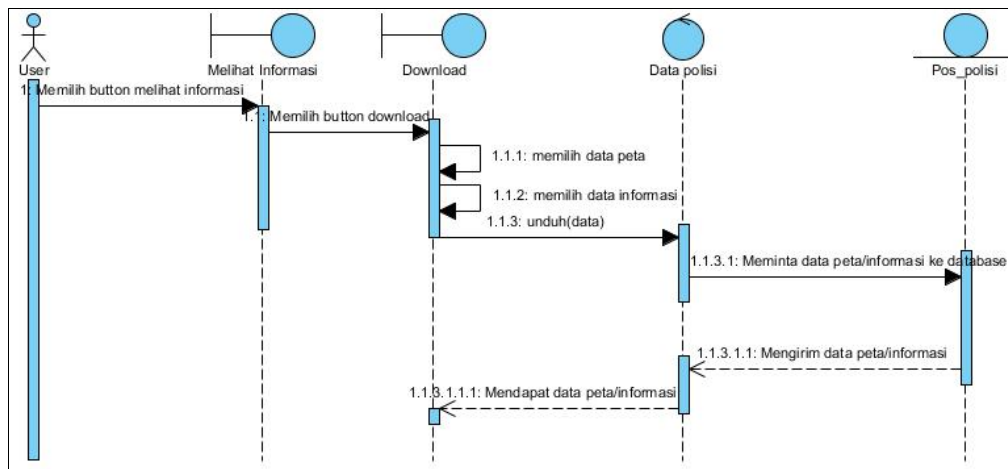 User
Melihat Informasi
Download
Data polisi
Pos_polisi
1: Memilih button melihat informasi
1.1: Memilih button download
1.1.1: memilih data peta
1.1.2: memilih data informasi
1.1.3: unduh(data)
1.1.3.1: Meminta data peta/informasi ke database
1.1.3.1.1: Mengirim data peta/informasi
1.1.3.1.1.1: Mendapat data peta/informasi